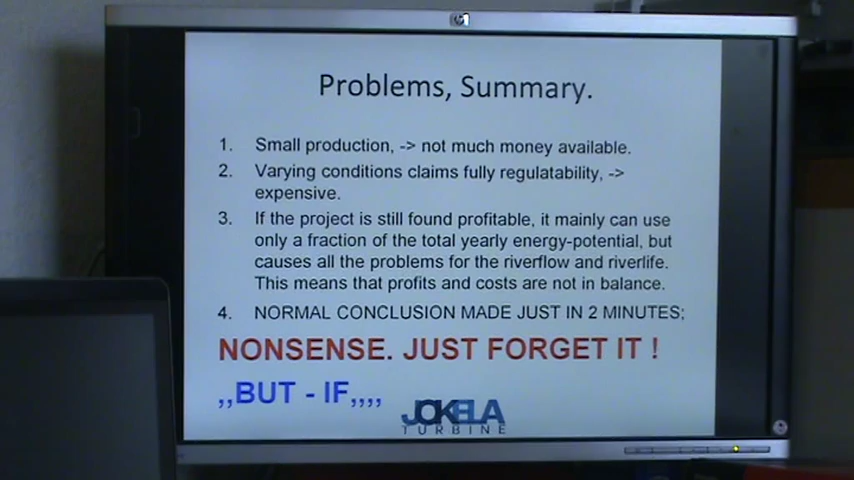 hp
Problems, Summary.
1. Small production, -> not much money available.
2. Varying conditions claims fully regulatability, ->
expensive.
3. If the project is still found profitable, it mainly can use
only a fraction of the total yearly energy-potential, but
causes all the problems for the riverflow and riverlife.
This means that profits and costs are not in balance.
4. NORMAL CONCLUSION MADE JUST IN 2 MINUTES;
NONSENSE. JUST FORGET IT !
,,BUT - IF,,,,
JOKELA
TURBINE